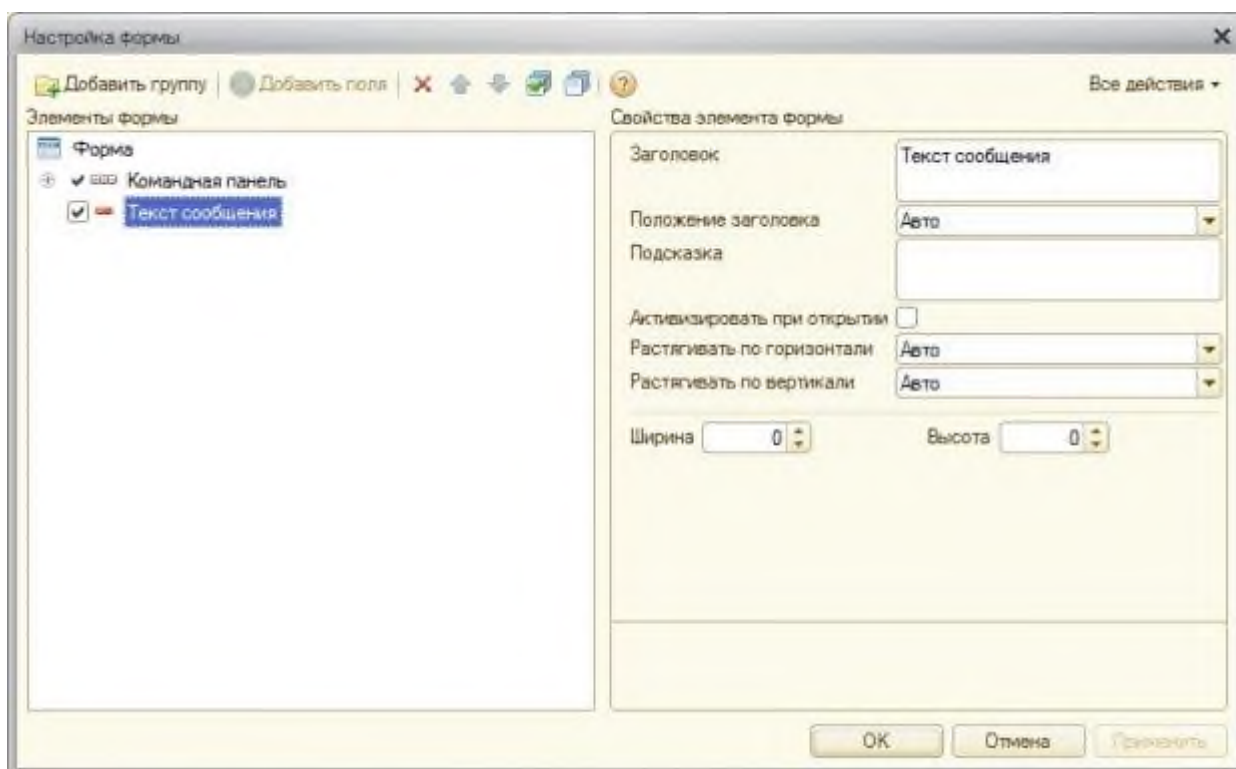 Настройка формы
Добавить группу Добавить поля Все действия
Элементы формы
Форма
Командная панель
Текст сообщения
Свойства элемента формы
Заголовок Текст сообщения
Положение заголовка Авто
Подсказка
Активизировать при открытии
Растягивать по горизонтали Авто
Растягивать по вертикали Авто
Ширина 0 Высота 0
ОК Отмена Применить